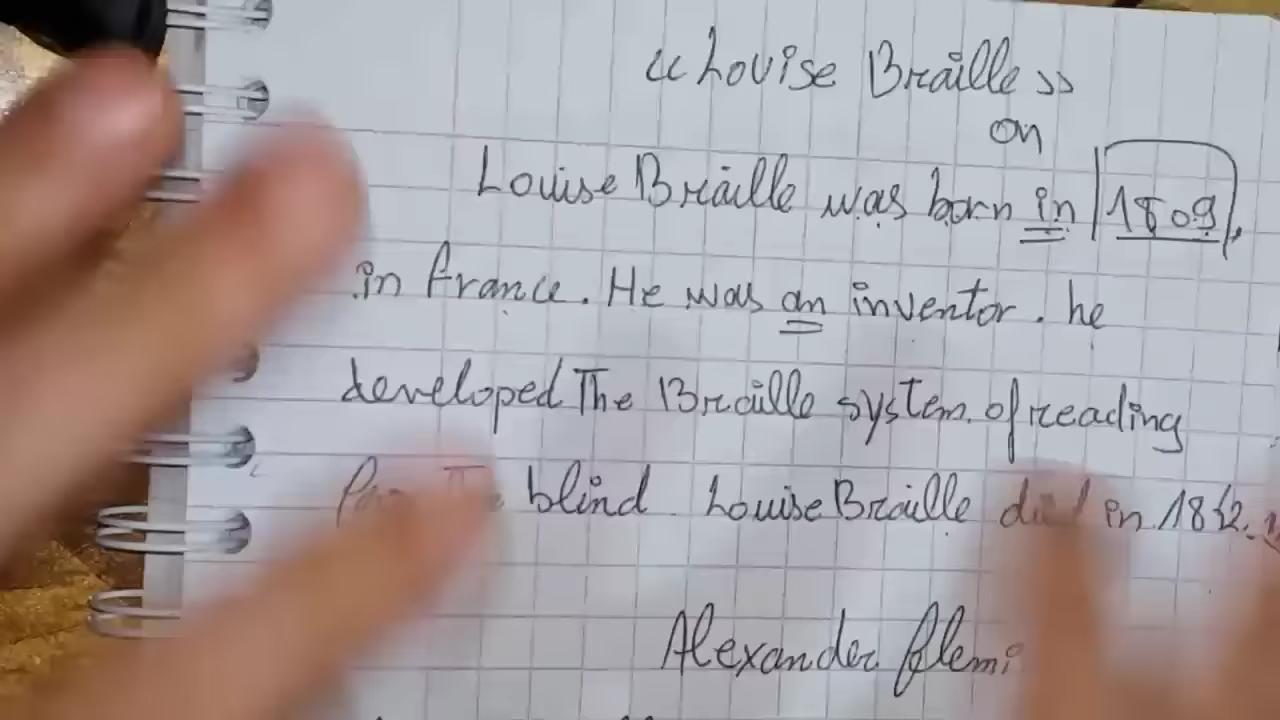 «Louise Braille»
on
Louise Braille was born in 1809.
in france. He was an inventor. he
developed The Braille system of reading
blind. Louise Braille died in 1852.
Alexander